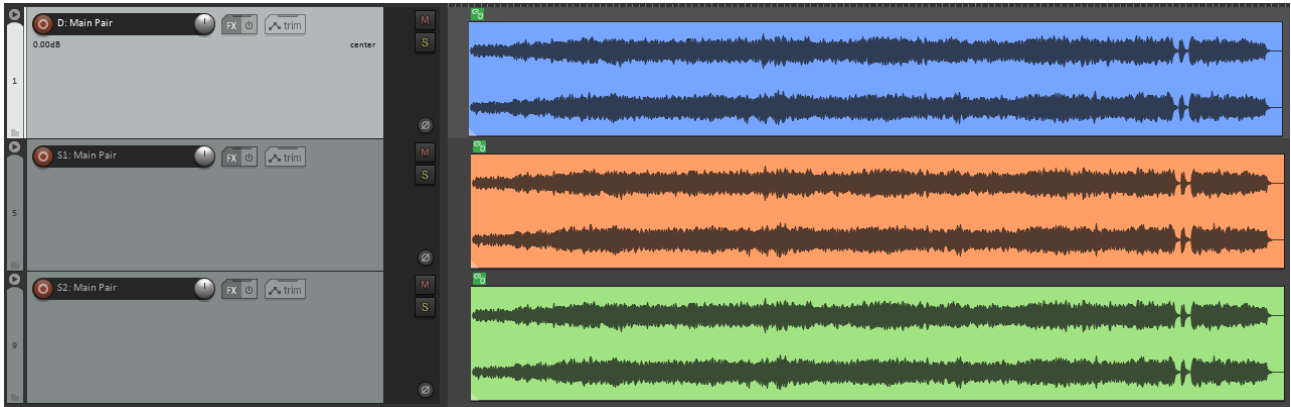 D: Main Pair
FX
trim
M
0.00dB
center
S
1
S1: Main Pair
FX
trim
M
S
5
S2: Main Pair
FX
trim
M
S
9